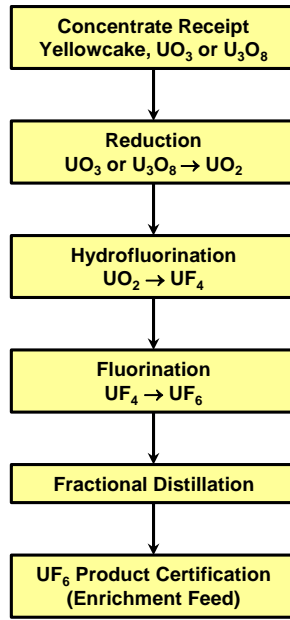 Concentrate Receipt
Yellowcake, UO₃ or U₃O₈
Reduction
UO₃ or U₃O₈ → UO₂
Hydrofluorination
UO₂ → UF₄
Fluorination
UF₄ → UF₆
Fractional Distillation
UF₆ Product Certification
(Enrichment Feed)